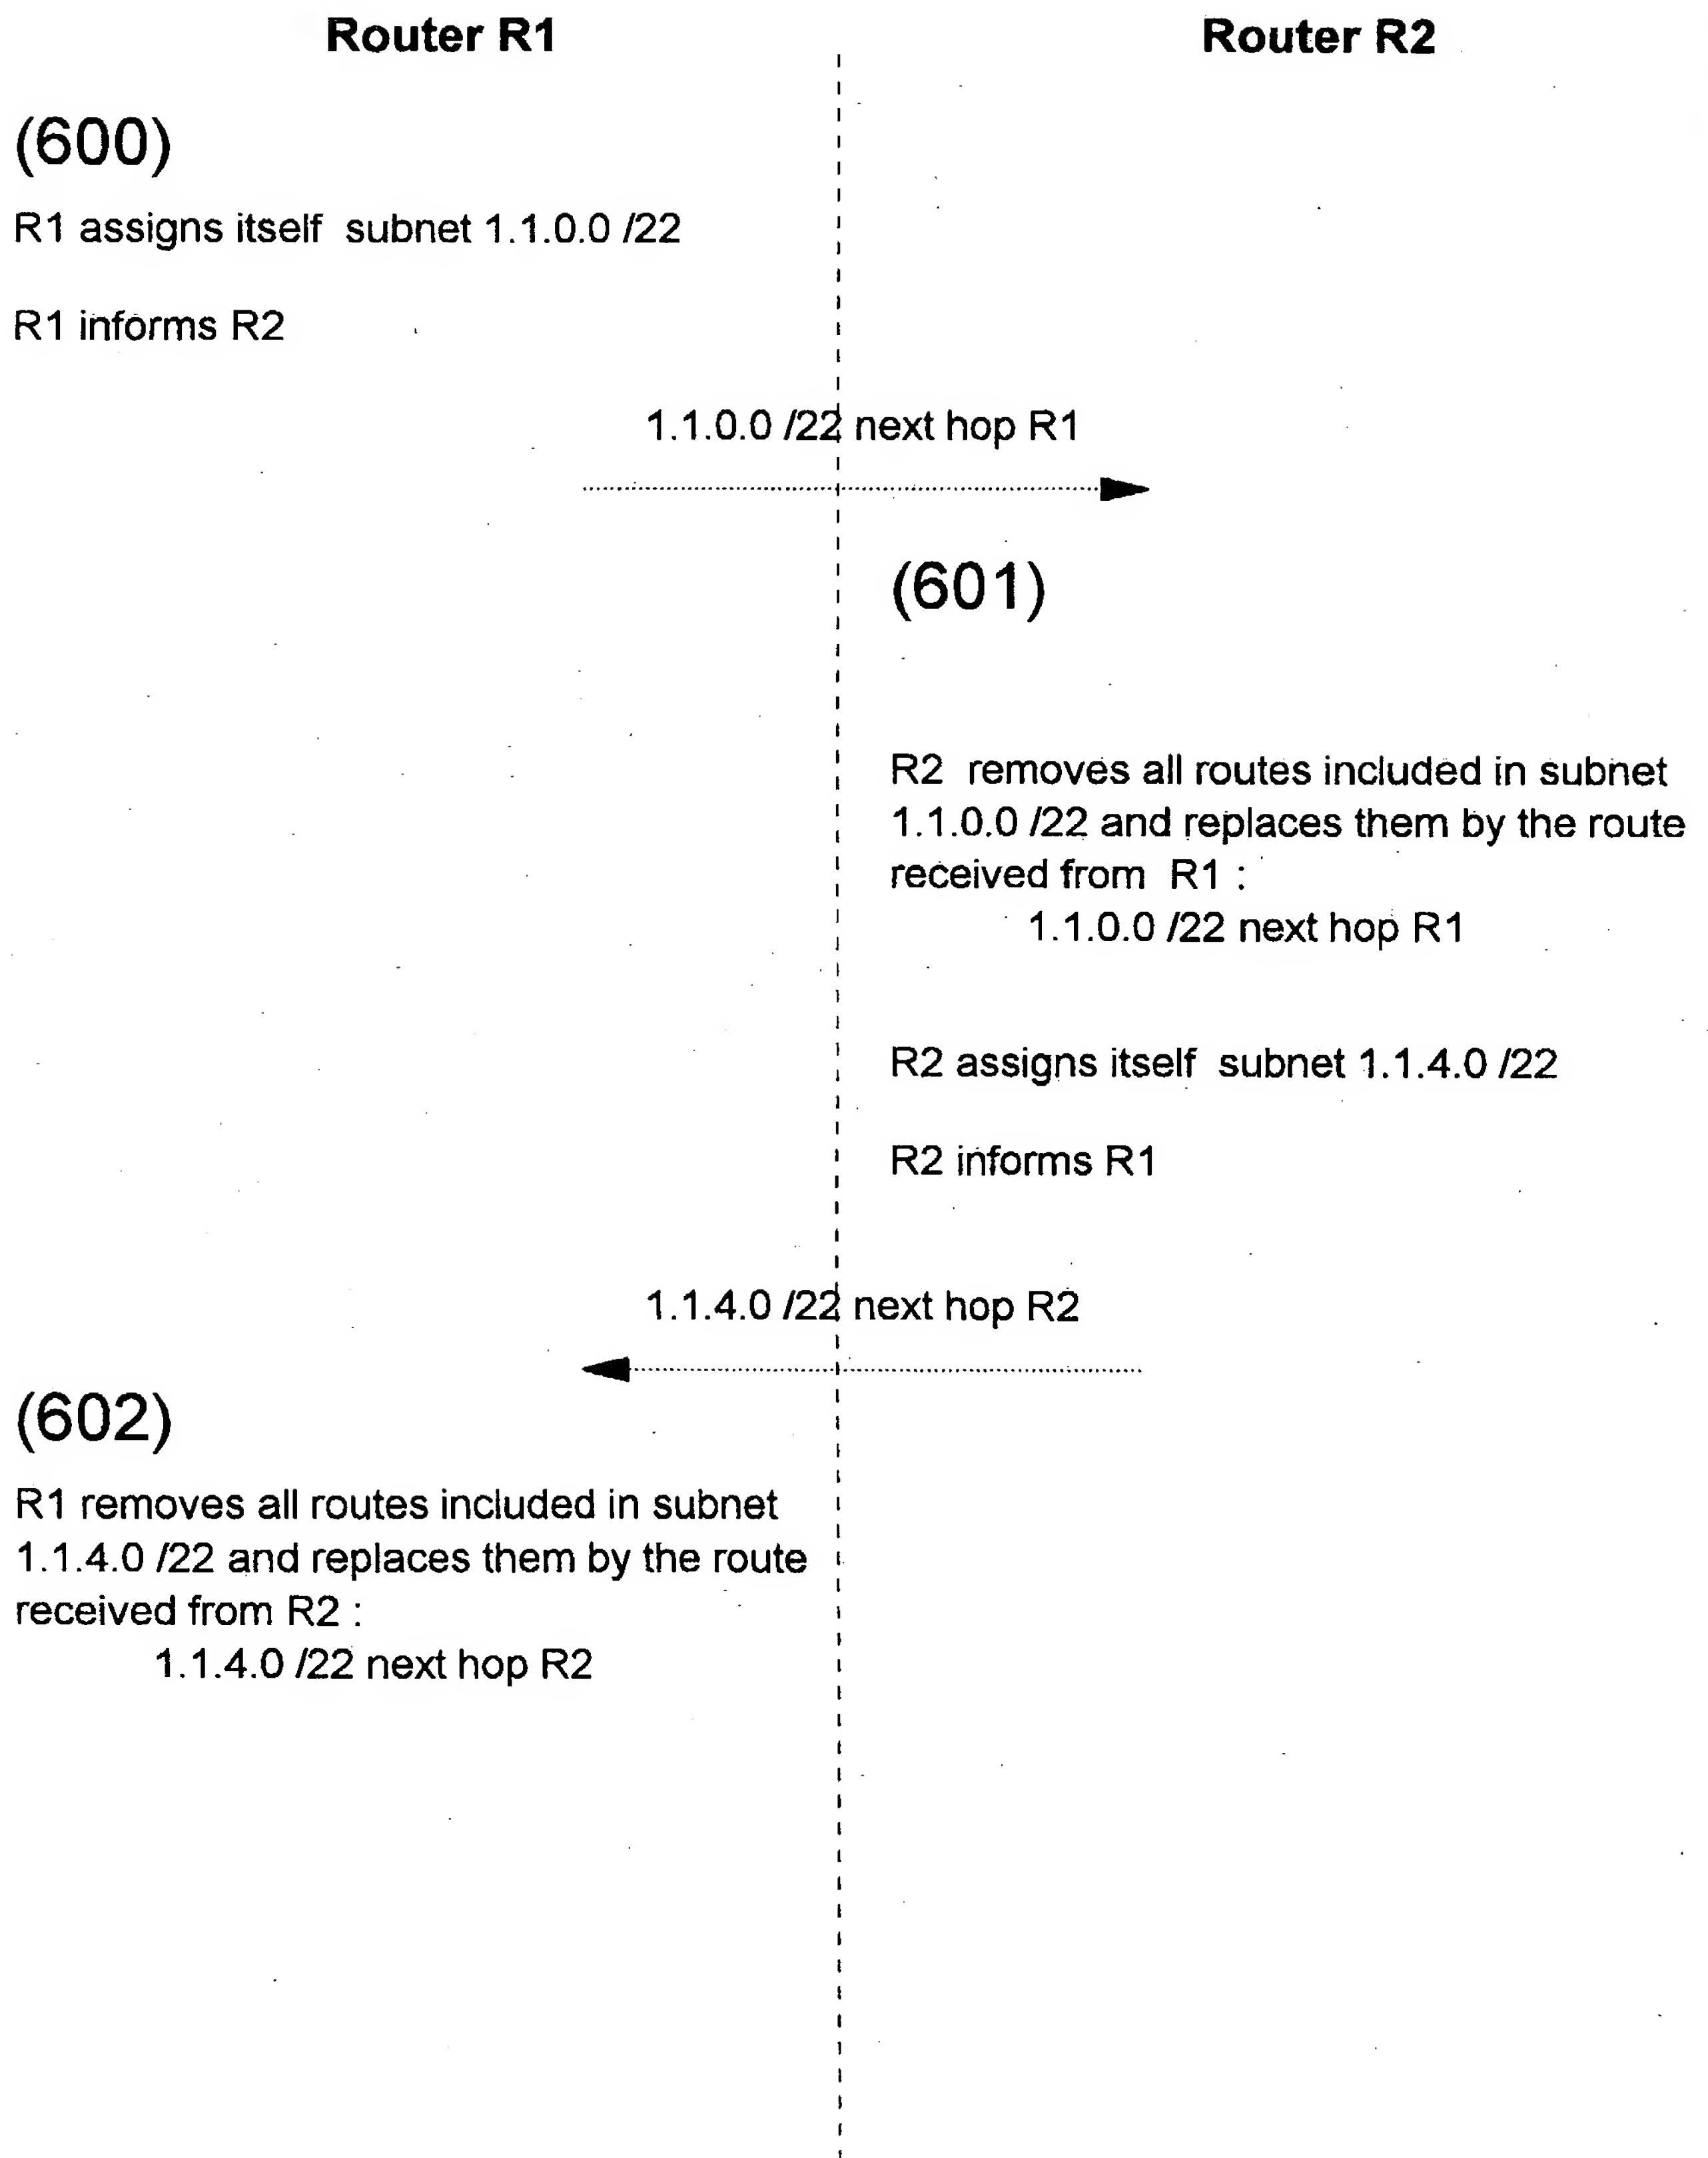 Router R1
Router R2
(600)
R1 assigns itself subnet 1.1.0.0 /22
R1 informs R2
1.1.0.0 /22 next hop R1
(601)
R2 removes all routes included in subnet
1.1.0.0 /22 and replaces them by the route
received from R1 :
1.1.0.0 /22 next hop R1
R2 assigns itself subnet 1.1.4.0 /22
R2 informs R1
1.1.4.0 /22 next hop R2
(602)
R1 removes all routes included in subnet
1.1.4.0 /22 and replaces them by the route
received from R2 :
1.1.4.0 /22 next hop R2